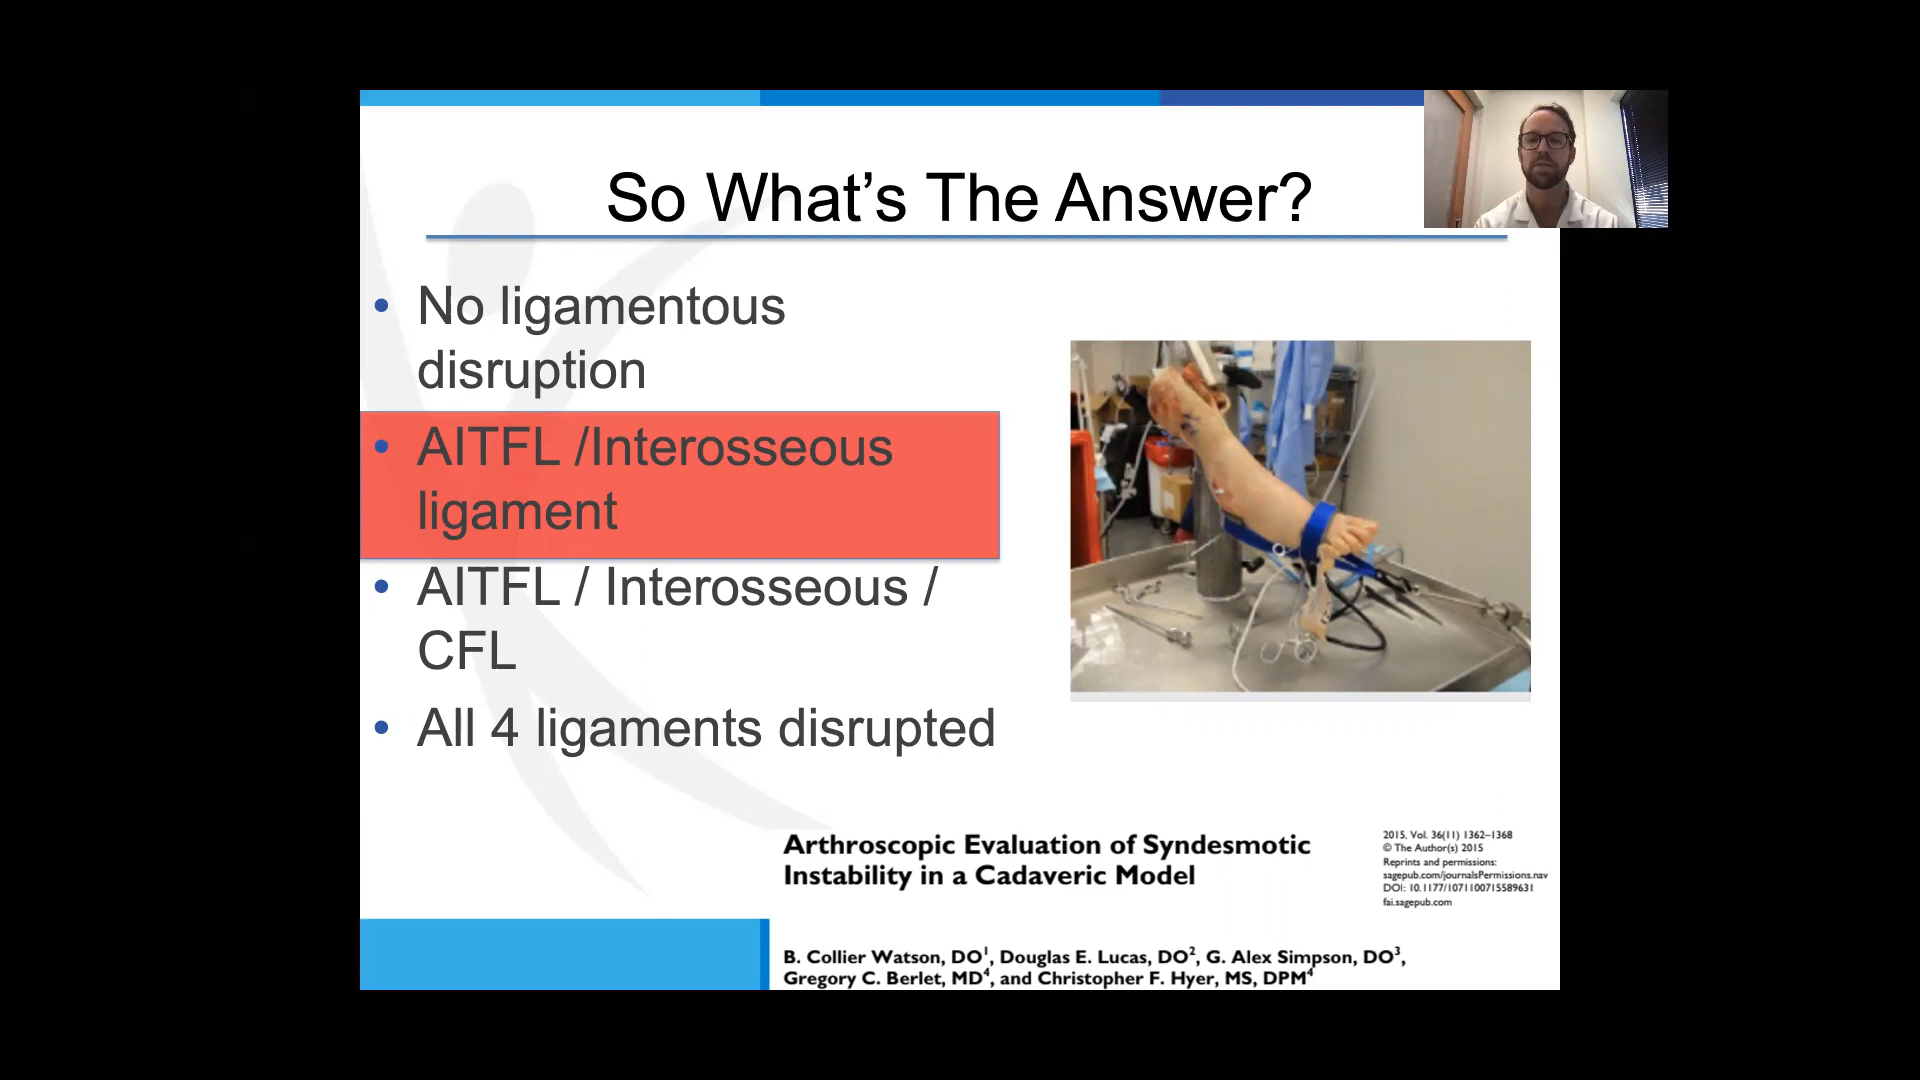 So What’s The Answer?
• No ligamentous
disruption
• AITFL /Interosseous
ligament
• AITFL / Interosseous /
CFL
• All 4 ligaments disrupted
Arthroscopic Evaluation of Syndesmotic
Instability in a Cadaveric Model
2015, Vol. 36(11) 1362–1368
© The Author(s) 2015
Reprints and permissions:
sagepub.com/journalsPermissions.nav
DOI: 10.1177/1071100715589631
fai.sagepub.com
B. Collier Watson, DO¹, Douglas E. Lucas, DO², G. Alex Simpson, DO³,
Gregory C. Berlet, MD⁴, and Christopher F. Hyer, MS, DPM⁴